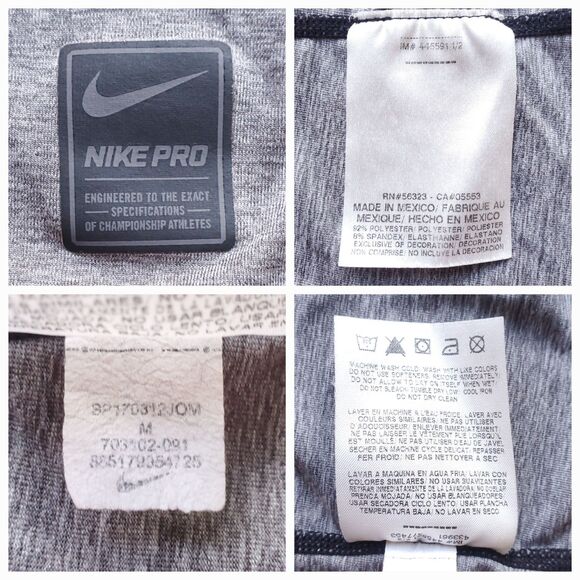 NIKE PRO
ENGINEERED TO THE EXACT
SPECIFICATIONS
OF CHAMPIONSHIP ATHLETES
IM# 445591 1/2
RN#56323 - CA#05553
MADE IN MEXICO/ FABRIQUE AU
MEXIQUE/ HECHO EN MEXICO
92% POLYESTER/ POLYESTER/ POLIESTER
8% SPANDEX/ ELASTHANNE/ ELASTANO
EXCLUSIVE OF DECORATION/ DÉCORATION
NON COMPRISE/ NO INCLUYE LA DECORACIÓN
SP170312JQM
M
703102-091
MACHINE WASH COLD. WASH WITH LIKE COLORS
DO NOT USE SOFTENERS. REMOVE IMMEDIATELY.
DO NOT ALLOW TO DRY ON ITSELF WHEN WET
DO NOT BLEACH TUMBLE DRY LOW. COOL IRON
DO NOT DRY CLEAN
LAVER EN MACHINE À L'EAU FROIDE LAVER AVEC
COULEURS SIMILAIRES. NE PAS UTILISER
D'ADOUCISSEUR. ENLEVER IMMÉDIATEMENT
NE PAS LAISSER LE VÊTEMENT PLIÉ LORSQU'IL
EST MOUILLÉ. NE PAS UTILISER D'EAU DE JAVEL
SÉCHER EN MACHINE CYCLE DÉLICAT. REPASSER
FER FROID/ NE PAS NETTOYER À SEC
LAVAR A MAQUINA EN AGUA FRIA/ LAVAR CON
COLORES SIMILARES/ NO USAR SUAVIZANTES
RETIRAR INMEDIATAMENTE DE LA LAVADORA/ NO DOBLAR
PRENDA MOJADA/ NO USAR BLANQUEADORES
USAR SECADORA CICLO LENTO/ USAR PLANCHA
TEMPERATURA BAJA/ NO LAVAR EN SECO